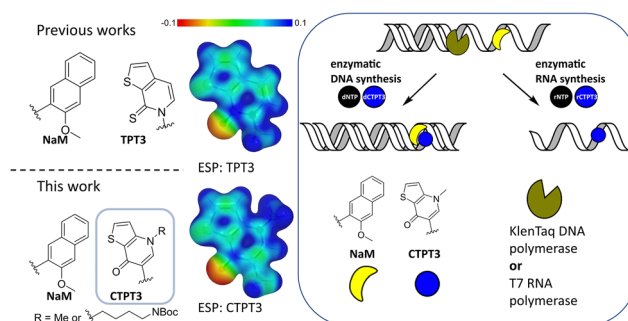 -0.1
0.1
Previous works
S
N
S
O
NaM
TPT3
ESP: TPT3
This work
S
R
N
O
O
NaM
CTPT3
R = Me or
NBoc
ESP: CTPT3
enzymatic
DNA synthesis
dNTP
dCTPT3
enzymatic
RNA synthesis
rNTP
rCTPT3
S
N
O
O
NaM
CTPT3
KlenTaq DNA
polymerase
or
T7 RNA
polymerase